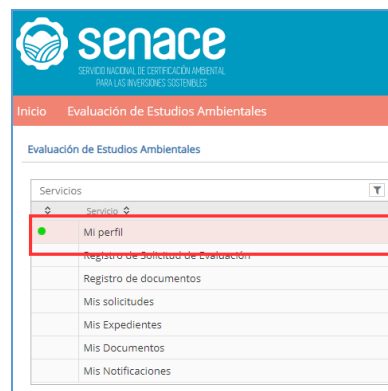 senace
SERVICIO NACIONAL DE CERTIFICACIÓN AMBIENTAL
PARA LAS INVERSIONES SOSTENIBLES
Inicio Evaluación de Estudios Ambientales
Evaluación de Estudios Ambientales
Servicios
Servicio
Mi perfil
Registro de Solicitud de Evaluación
Registro de documentos
Mis solicitudes
Mis Expedientes
Mis Documentos
Mis Notificaciones